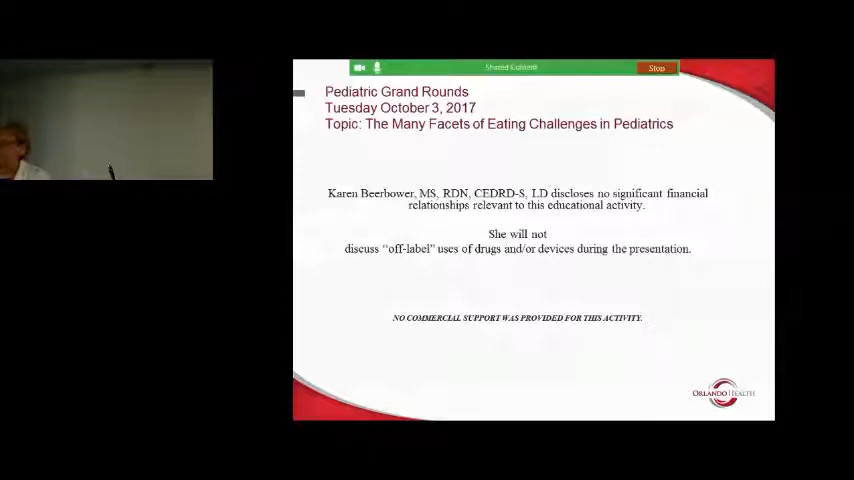 Shared Content
Stop
Pediatric Grand Rounds
Tuesday October 3, 2017
Topic: The Many Facets of Eating Challenges in Pediatrics
Karen Beerbower, MS, RDN, CEDRD-S, LD discloses no significant financial
relationships relevant to this educational activity.
She will not
discuss “off-label” uses of drugs and/or devices during the presentation.
NO COMMERCIAL SUPPORT WAS PROVIDED FOR THIS ACTIVITY.
ORLANDO HEALTH